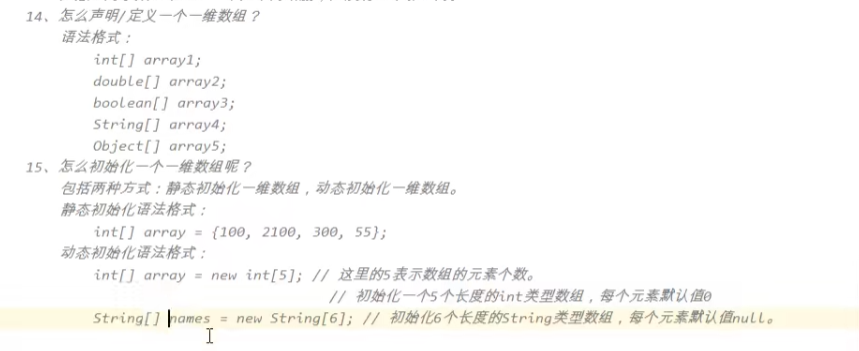 14、怎么声明/定义一个一维数组？
语法格式：
int[] array1;
double[] array2;
boolean[] array3;
String[] array4;
Object[] array5;
15、怎么初始化一个一维数组呢？
包括两种方式：静态初始化一维数组，动态初始化一维数组。
静态初始化语法格式：
int[] array = {100, 2100, 300, 55};
动态初始化语法格式：
int[] array = new int[5]; // 这里的5表示数组的元素个数。
// 初始化一个5个长度的int类型数组，每个元素默认值0
String[] names = new String[6]; // 初始化6个长度的String类型数组，每个元素默认值null。